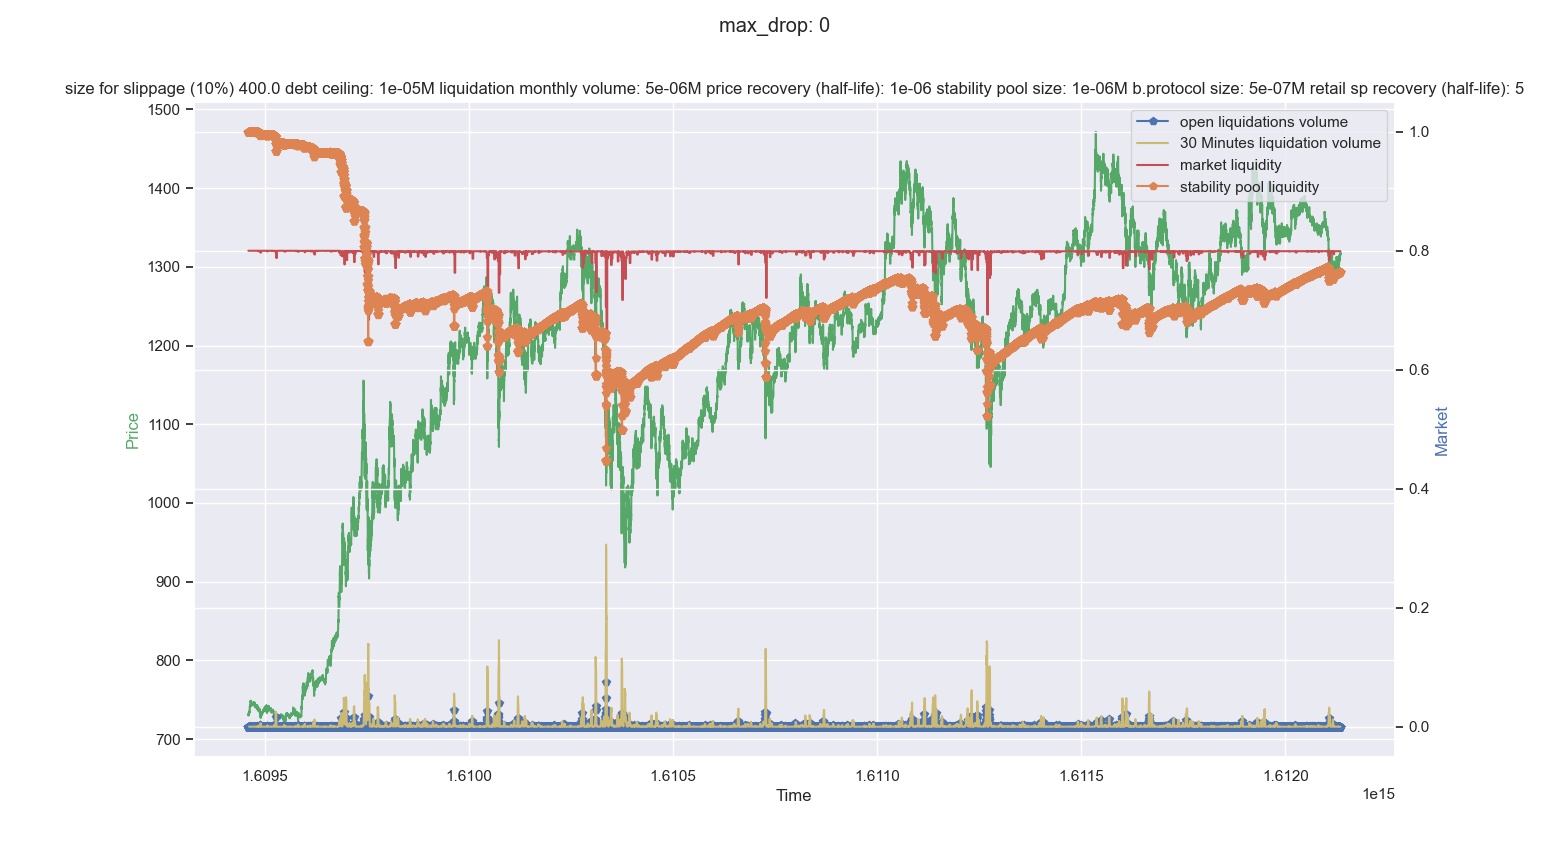 max_drop: 0
size for slippage (10%) 400.0 debt ceiling: 1e-05M liquidation monthly volume: 5e-06M price recovery (half-life): 1e-06 stability pool size: 1e-06M b.protocol size: 5e-07M retail sp recovery (half-life): 5
open liquidations volume
30 Minutes liquidation volume
market liquidity
stability pool liquidity
1500
1400
1300
1200
1100
1000
900
800
700
Price
1.0
0.8
0.6
0.4
0.2
0.0
Market
1.6095
1.6100
1.6105
1.6110
1.6115
1.6120
1e15
Time